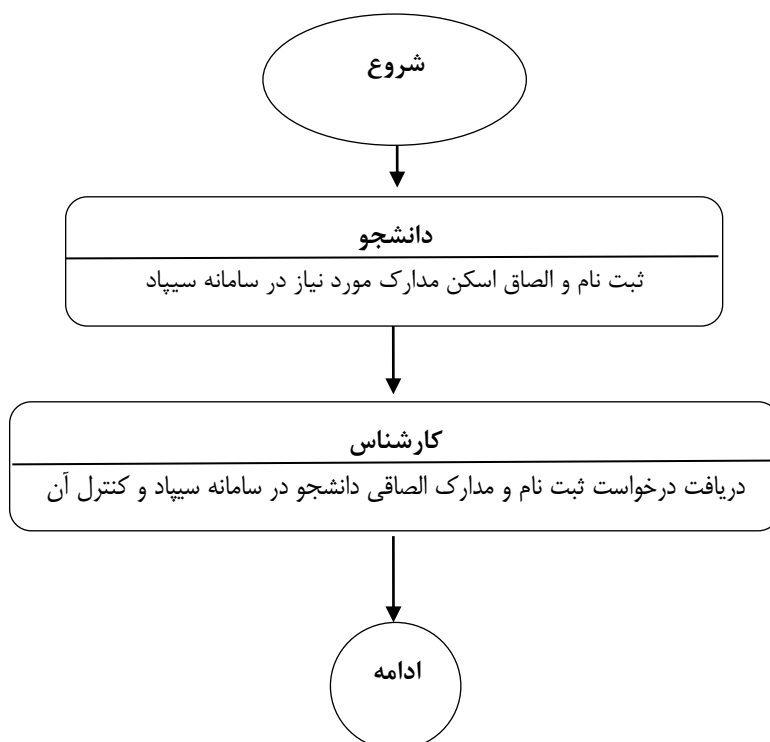 شروع
دانشجو
ثبت نام و الصاق اسکن مدارک مورد نیاز در سامانه سیپاد
کارشناس
دریافت درخواست ثبت نام و مدارک الصاقی دانشجو در سامانه سیپاد و کنترل آن
ادامه